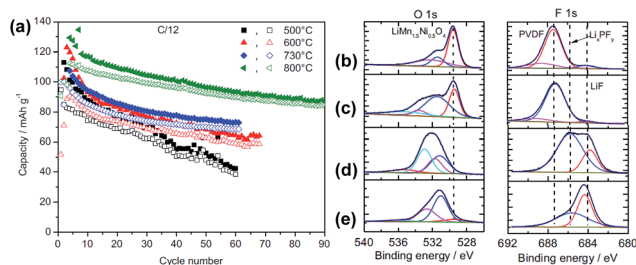 (a)
C/12
500°C
600°C
730°C
800°C
Capacity / mAh g⁻¹
140
120
100
80
60
40
20
0
0 10 20 30 40 50 60 70 80 90
Cycle number
O 1s
F 1s
LiMn₁.₅Ni₀.₅O₄
PVDF
LiₓPFᵧ
LiF
(b)
(c)
(d)
(e)
540 536 532 528
Binding energy / eV
692 688 684 680
Binding energy / eV